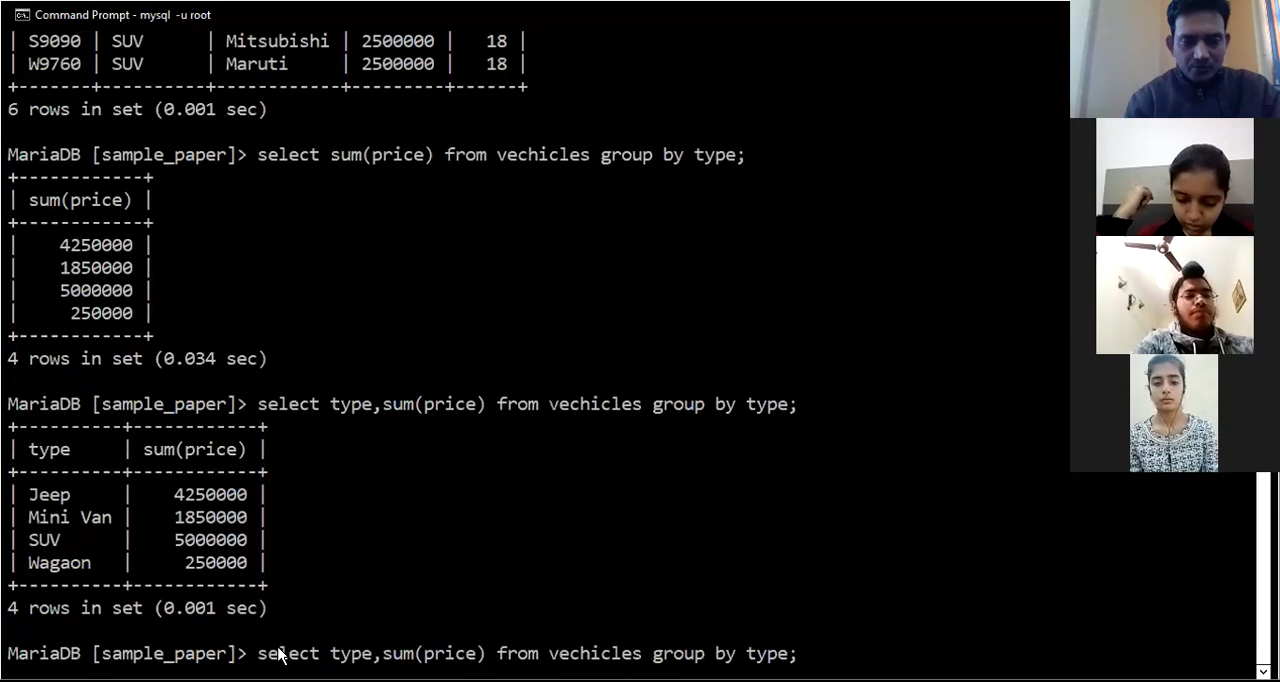 Command Prompt - mysql -u root
| S9090 | SUV | Mitsubishi | 2500000 | 18 |
| W9760 | SUV | Maruti | 2500000 | 18 |
+-------+----------+------------+---------+------+
6 rows in set (0.001 sec)
MariaDB [sample_paper]> select sum(price) from vechicles group by type;
+------------+
| sum(price) |
+------------+
| 4250000 |
| 1850000 |
| 5000000 |
| 250000 |
+------------+
4 rows in set (0.034 sec)
MariaDB [sample_paper]> select type,sum(price) from vechicles group by type;
+----------+------------+
| type | sum(price) |
+----------+------------+
| Jeep | 4250000 |
| Mini Van | 1850000 |
| SUV | 5000000 |
| Wagaon | 250000 |
+----------+------------+
4 rows in set (0.001 sec)
MariaDB [sample_paper]> select type,sum(price) from vechicles group by type;